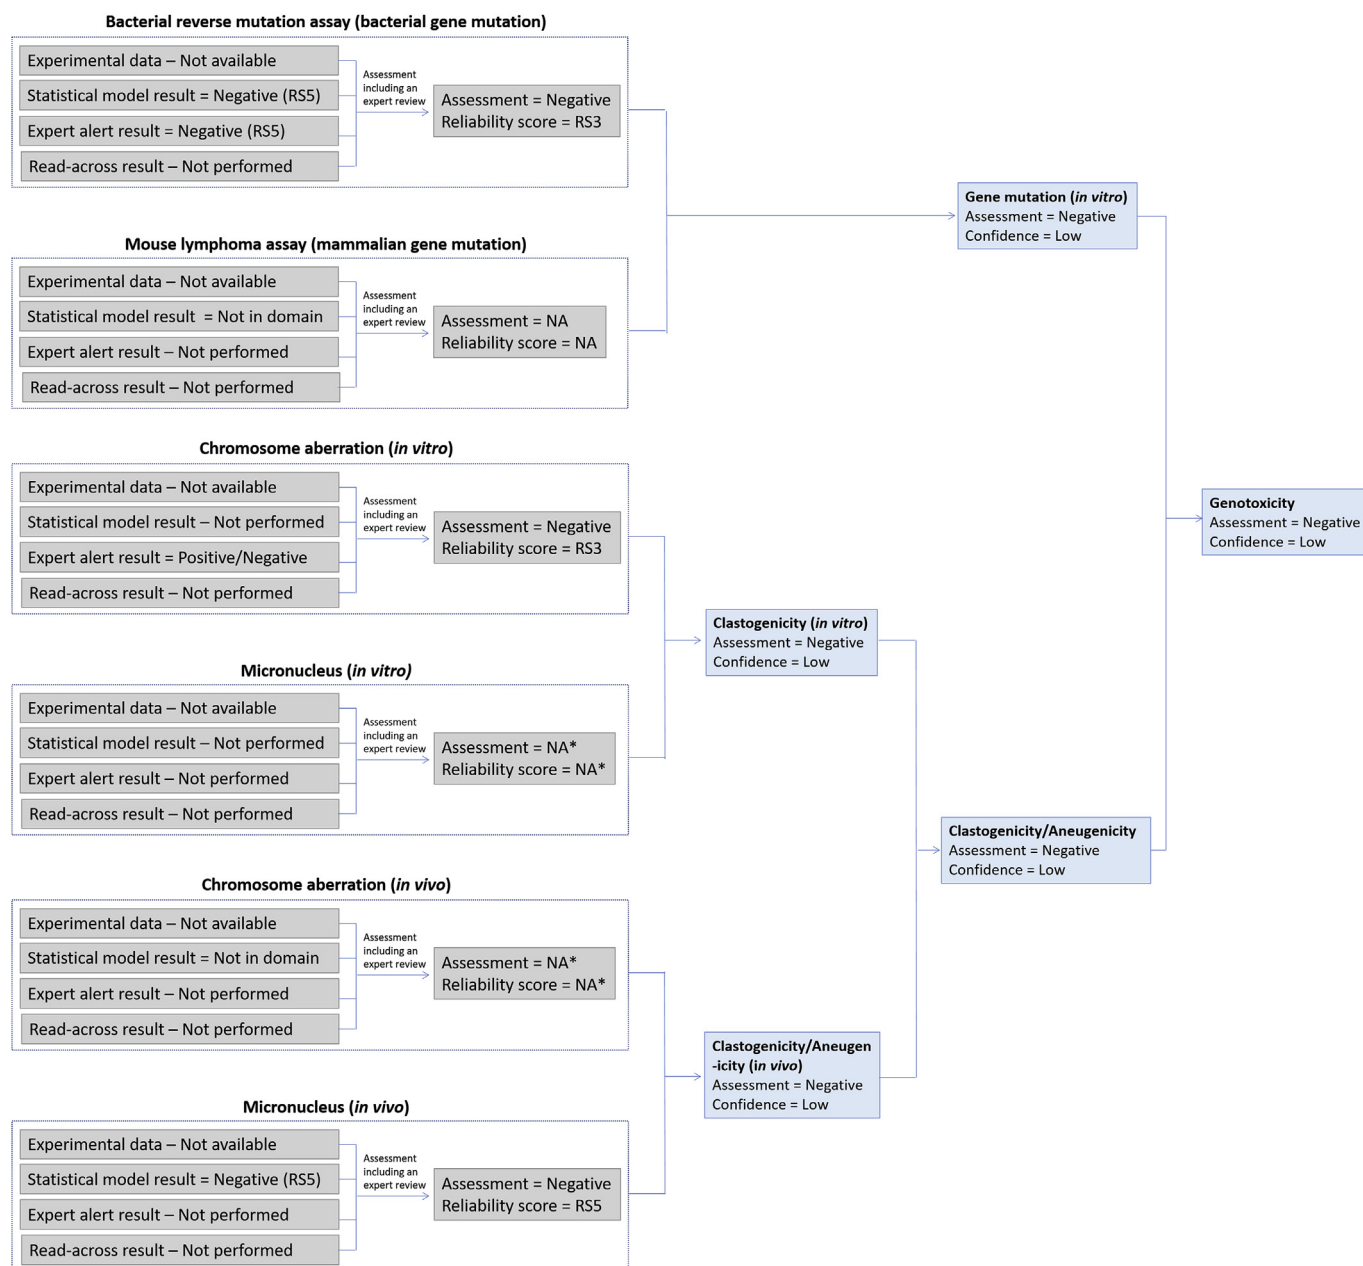 Bacterial reverse mutation assay (bacterial gene mutation)
Experimental data – Not available
Statistical model result = Negative (RS5)
Expert alert result = Negative (RS5)
Read-across result – Not performed
Assessment
including an
expert review
Assessment = Negative
Reliability score = RS3
Mouse lymphoma assay (mammalian gene mutation)
Experimental data – Not available
Statistical model result  = Not in domain
Expert alert result – Not performed
Read-across result – Not performed
Assessment
including an
expert review
Assessment = NA
Reliability score = NA
Gene mutation (in vitro)
Assessment = Negative
Confidence = Low
Chromosome aberration (in vitro)
Experimental data – Not available
Statistical model result – Not performed
Expert alert result = Positive/Negative
Read-across result – Not performed
Assessment
including an
expert review
Assessment = Negative
Reliability score = RS3
Micronucleus (in vitro)
Experimental data – Not available
Statistical model result – Not performed
Expert alert result – Not performed
Read-across result – Not performed
Assessment
including an
expert review
Assessment = NA*
Reliability score = NA*
Clastogenicity (in vitro)
Assessment = Negative
Confidence = Low
Chromosome aberration (in vivo)
Experimental data – Not available
Statistical model result = Not in domain
Expert alert result – Not performed
Read-across result – Not performed
Assessment
including an
expert review
Assessment = NA*
Reliability score = NA*
Micronucleus (in vivo)
Experimental data – Not available
Statistical model result = Negative (RS5)
Expert alert result – Not performed
Read-across result – Not performed
Assessment
including an
expert review
Assessment = Negative
Reliability score = RS5
Clastogenicity/Aneugen
-icity (in vivo)
Assessment = Negative
Confidence = Low
Clastogenicity/Aneugenicity
Assessment = Negative
Confidence = Low
Genotoxicity
Assessment = Negative
Confidence = Low